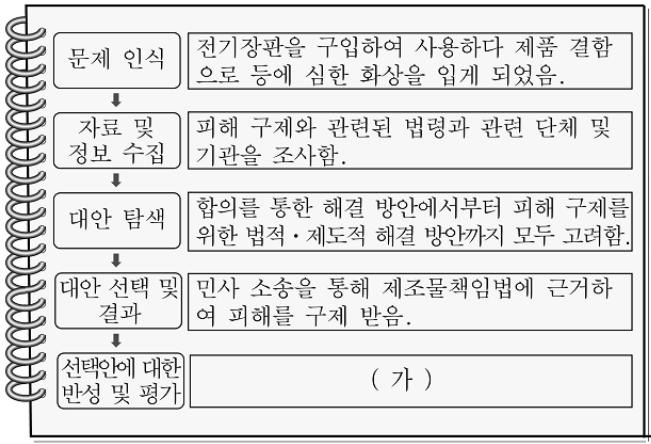 문제 인식
전기장판을 구입하여 사용하다 제품 결함
으로 등에 심한 화상을 입게 되었음.
자료 및
정보 수집
피해 구제와 관련된 법령과 관련 단체 및
기관을 조사함.
대안 탐색
합의를 통한 해결 방안에서부터 피해 구제를
위한 법적·제도적 해결 방안까지 모두 고려함.
대안 선택 및
결과
민사 소송을 통해 제조물책임법에 근거하
여 피해를 구제 받음.
선택안에 대한
반성 및 평가
( 가 )